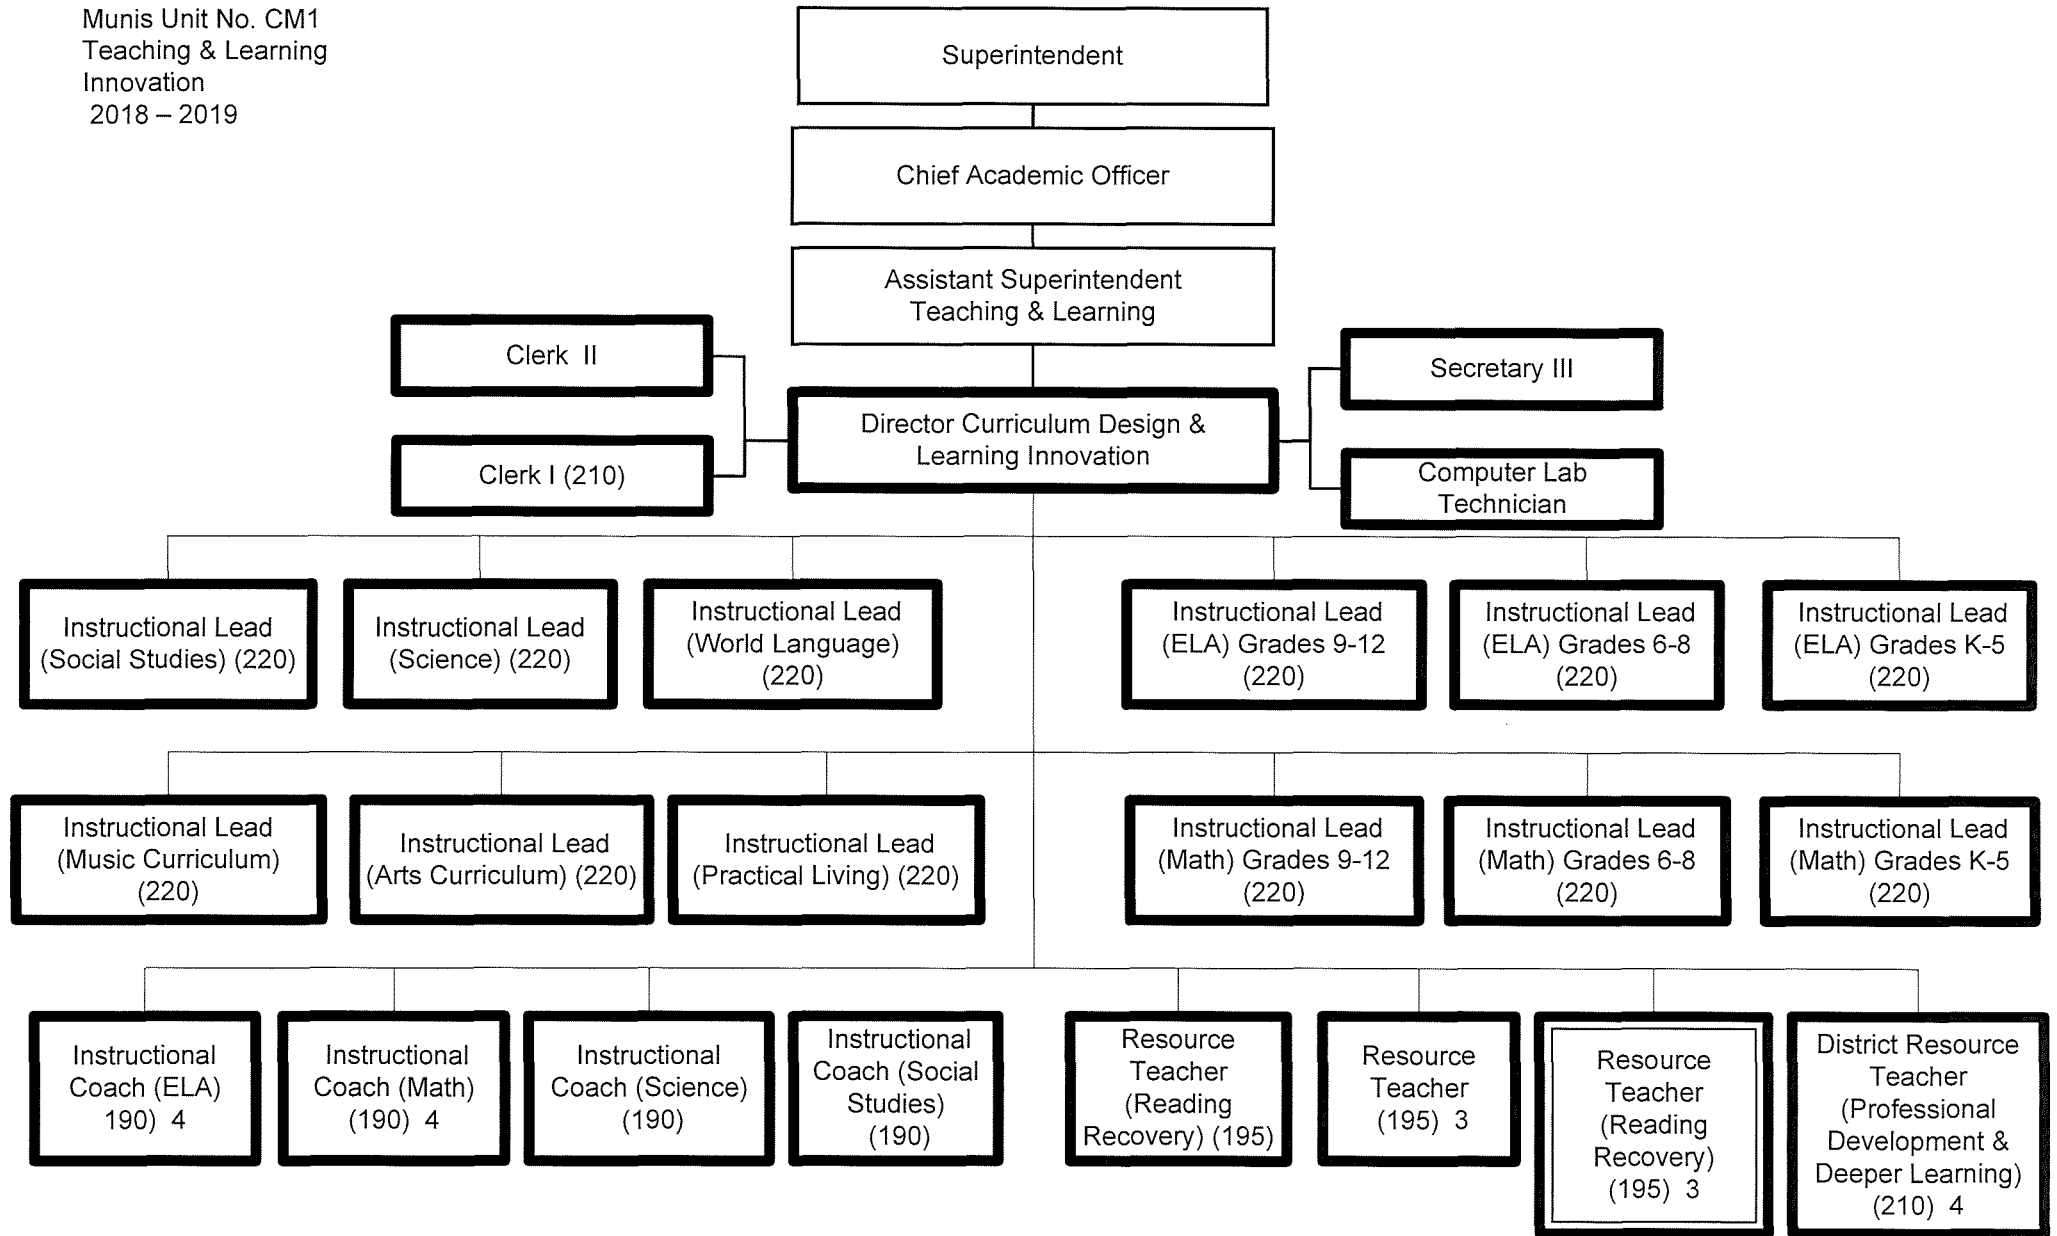 Munis Unit No. CM1
Teaching & Learning
Innovation
2018 – 2019
Superintendent
Chief Academic Officer
Assistant Superintendent
Teaching & Learning
Clerk II
Clerk I (210)
Director Curriculum Design &
Learning Innovation
Secretary III
Computer Lab
Technician
Instructional Lead
(Social Studies) (220)
Instructional Lead
(Science) (220)
Instructional Lead
(World Language)
(220)
Instructional Lead
(ELA) Grades 9-12
(220)
Instructional Lead
(ELA) Grades 6-8
(220)
Instructional Lead
(ELA) Grades K-5
(220)
Instructional Lead
(Music Curriculum)
(220)
Instructional Lead
(Arts Curriculum) (220)
Instructional Lead
(Practical Living) (220)
Instructional Lead
(Math) Grades 9-12
(220)
Instructional Lead
(Math) Grades 6-8
(220)
Instructional Lead
(Math) Grades K-5
(220)
Instructional
Coach (ELA)
190) 4
Instructional
Coach (Math)
(190) 4
Instructional
Coach (Science)
(190)
Instructional
Coach (Social
Studies)
(190)
Resource
Teacher
(Reading
Recovery) (195)
Resource
Teacher
(195) 3
Resource
Teacher
(Reading
Recovery)
(195) 3
District Resource
Teacher
(Professional
Development &
Deeper Learning)
(210) 4